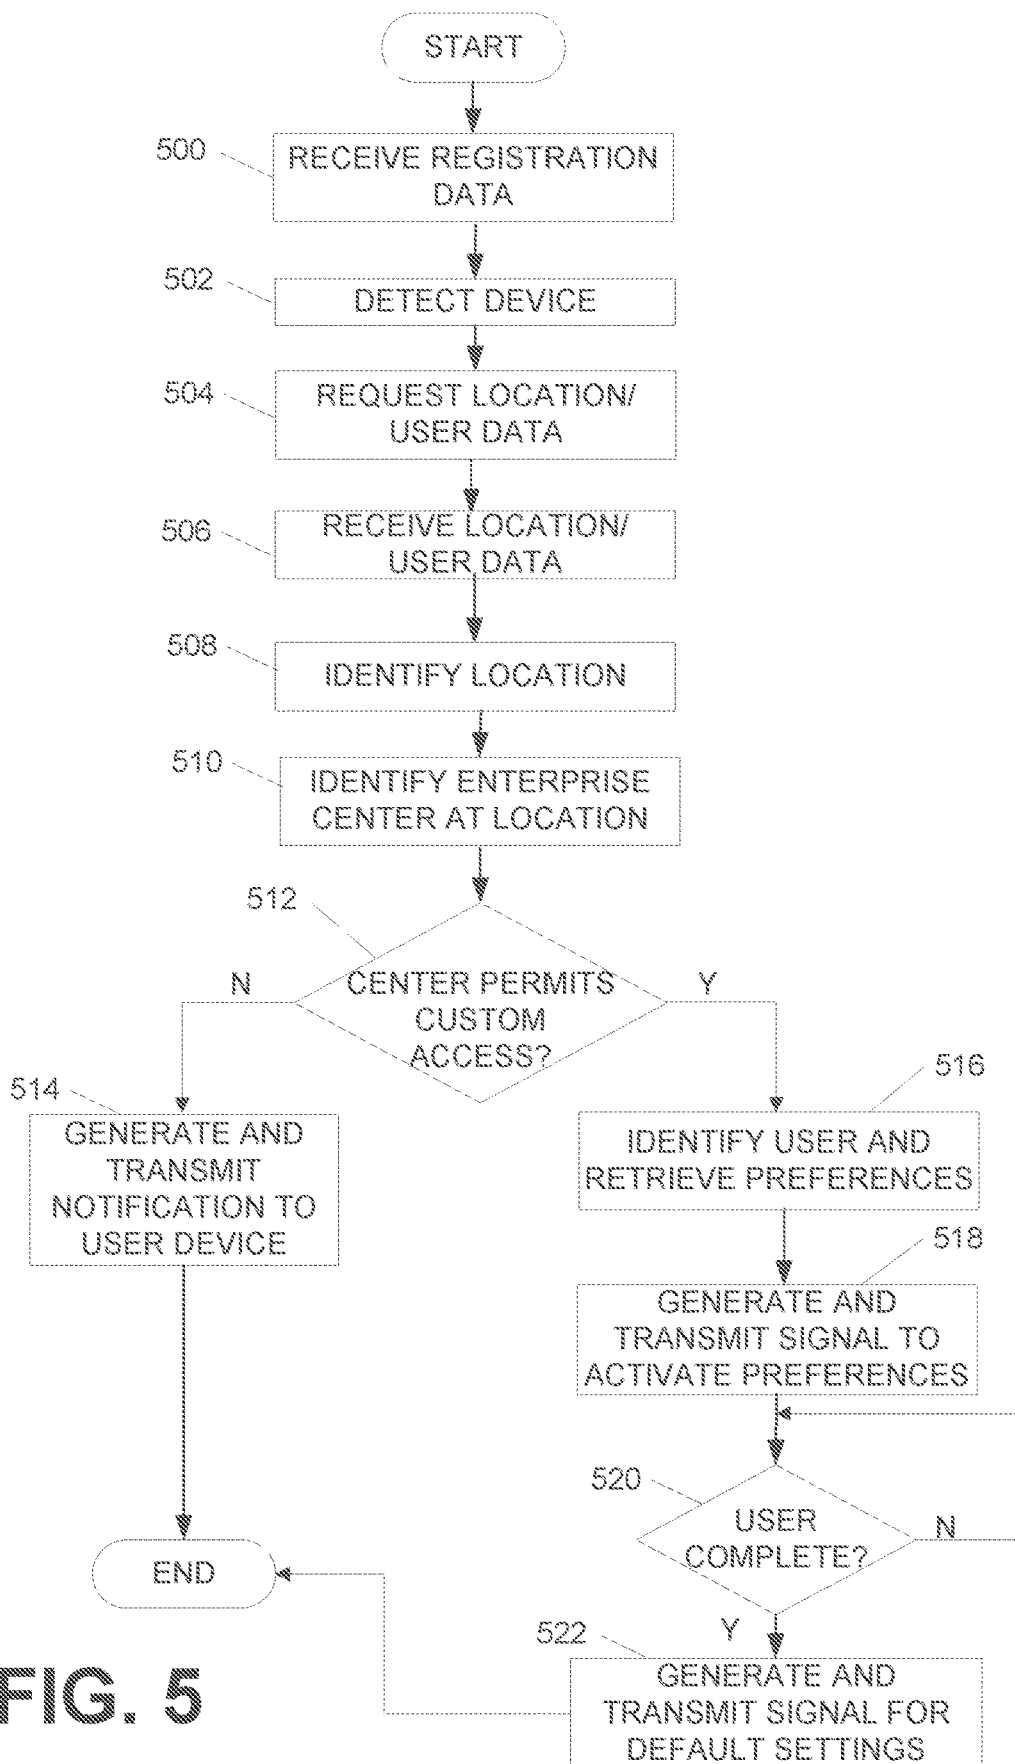 START
500
RECEIVE REGISTRATION
DATA
502
DETECT DEVICE
504
REQUEST LOCATION/
USER DATA
506
RECEIVE LOCATION/
USER DATA
508
IDENTIFY LOCATION
510
IDENTIFY ENTERPRISE
CENTER AT LOCATION
512
N
CENTER PERMITS
CUSTOM
ACCESS?
Y
514
GENERATE AND
TRANSMIT
NOTIFICATION TO
USER DEVICE
516
IDENTIFY USER AND
RETRIEVE PREFERENCES
518
GENERATE AND
TRANSMIT SIGNAL TO
ACTIVATE PREFERENCES
520
USER
COMPLETE?
N
END
Y
522
GENERATE AND
TRANSMIT SIGNAL FOR
DEFAULT SETTINGS
FIG. 5